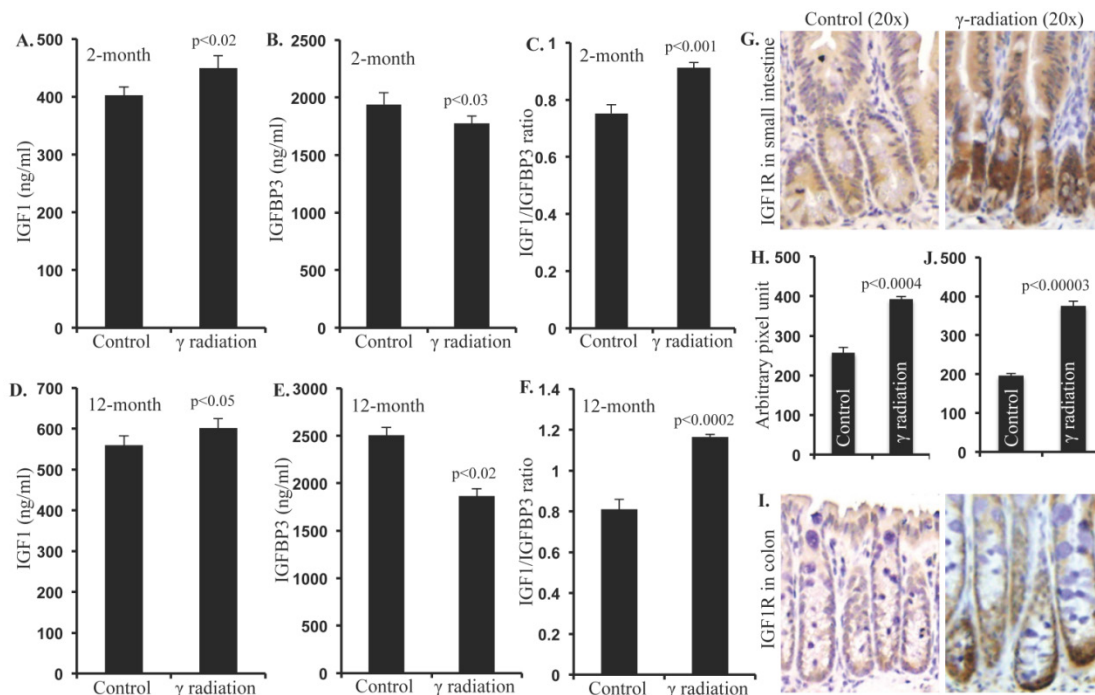 A.
500
450
400
350
300
250
200
150
100
50
0
IGF1 (ng/ml)
2-month
p<0.02
Control
γ radiation
B.
2500
2000
1500
1000
500
0
IGFBP3 (ng/ml)
2-month
p<0.03
Control
γ radiation
C.
1
0.8
0.6
0.4
0.2
0
IGF1/IGFBP3 ratio
2-month
p<0.001
Control
γ radiation
D.
700
600
500
400
300
200
100
0
IGF1 (ng/ml)
12-month
p<0.05
Control
γ radiation
E.
3000
2500
2000
1500
1000
500
0
IGFBP3 (ng/ml)
12-month
p<0.02
Control
γ radiation
F.
1.4
1.2
1
0.8
0.6
0.4
0.2
0
IGF1/IGFBP3 ratio
12-month
p<0.0002
Control
γ radiation
Control (20x)
γ-radiation (20x)
G.
IGF1R in small intestine
H.
500
400
300
200
100
0
Arbitrary pixel unit
p<0.0004
Control
γ radiation
J.
500
400
300
200
100
0
p<0.00003
Control
γ radiation
I.
IGF1R in colon